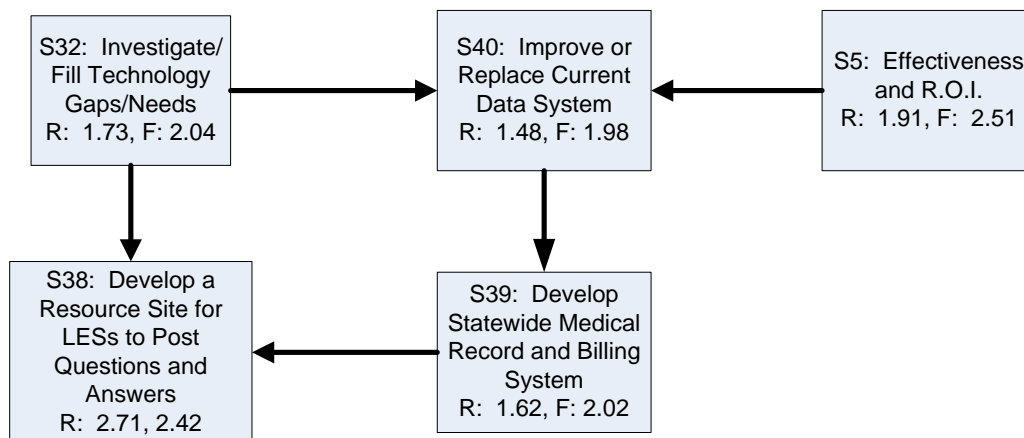 S32: Investigate/
Fill Technology
Gaps/Needs
R: 1.73, F: 2.04
S40: Improve or
Replace Current
Data System
R: 1.48, F: 1.98
S5: Effectiveness
and R.O.I.
R: 1.91, F: 2.51
S38: Develop a
Resource Site for
LESs to Post
Questions and
Answers
R: 2.71, 2.42
S39: Develop
Statewide Medical
Record and Billing
System
R: 1.62, F: 2.02